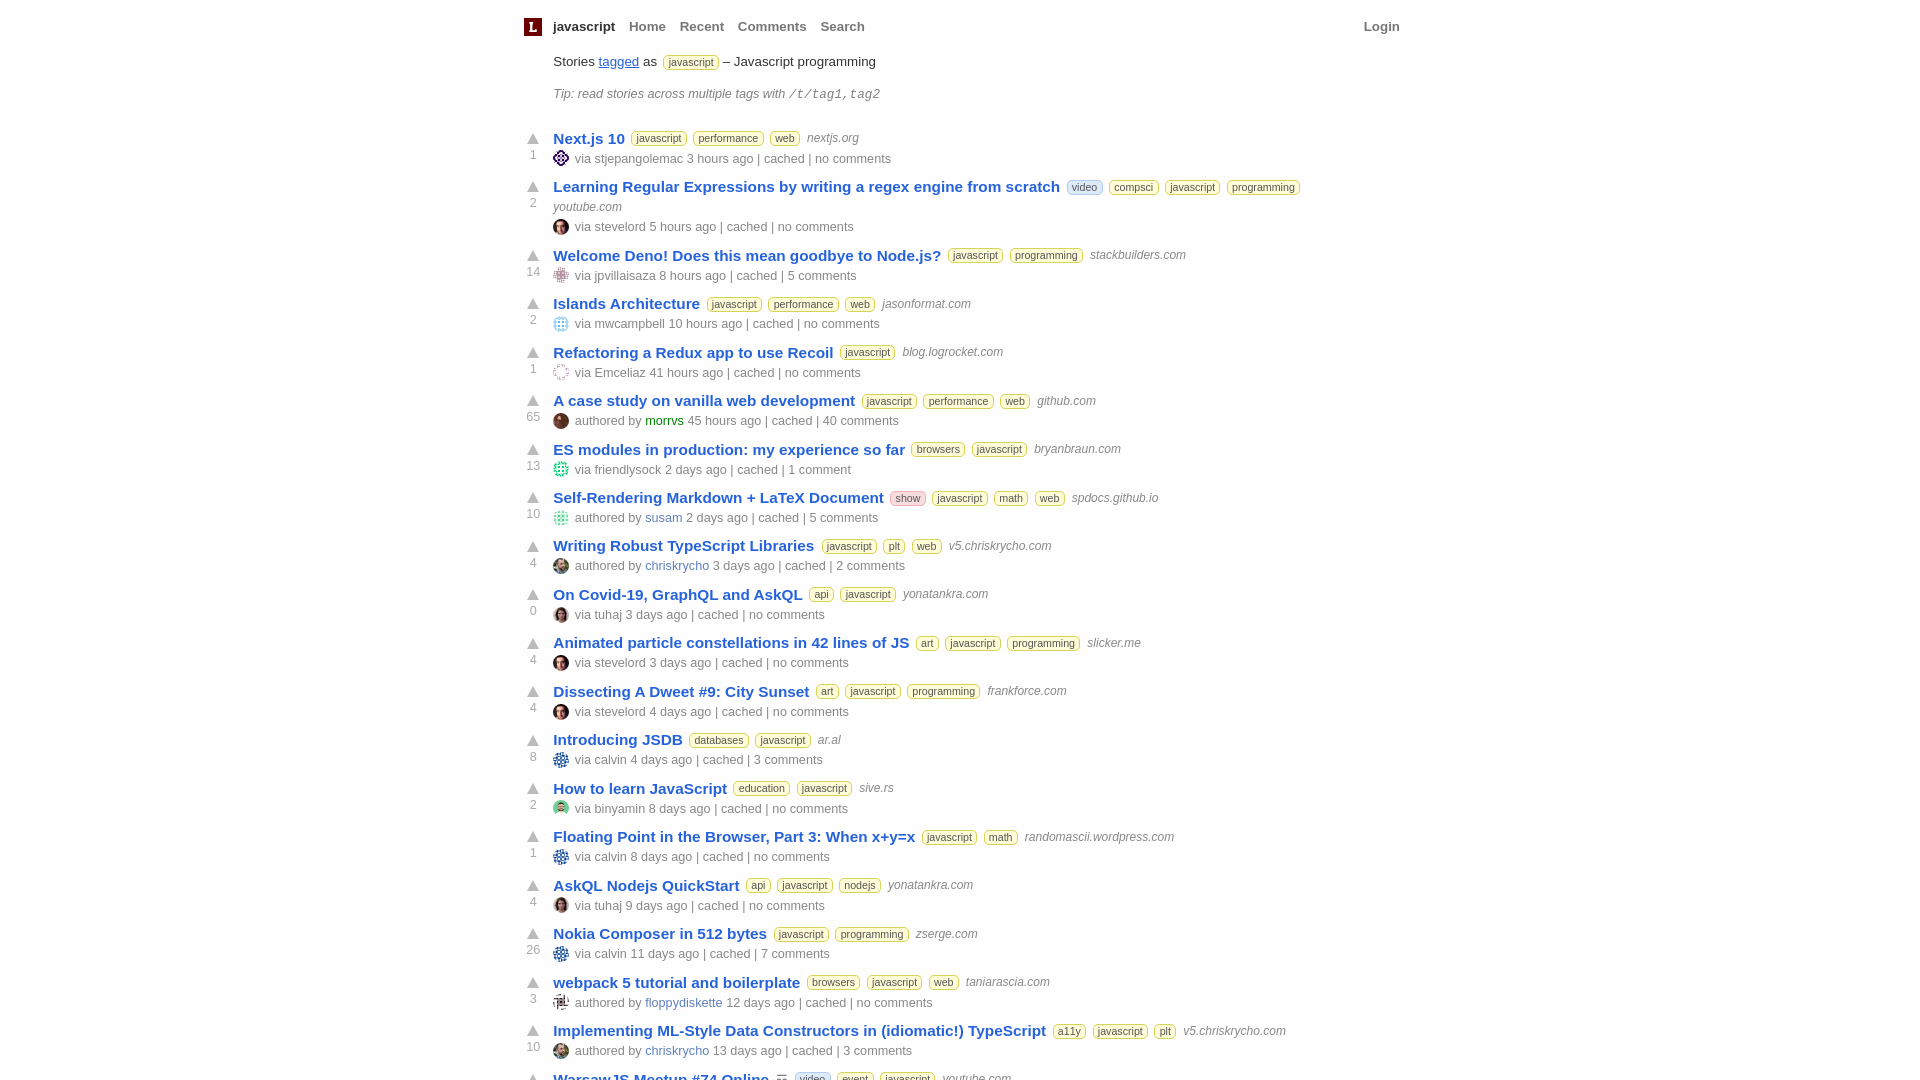 L javascript Home Recent Comments Search Login
Stories tagged as javascript – Javascript programming
Tip: read stories across multiple tags with /t/tag1,tag2
Next.js 10 javascript performance web nextjs.org
1 via stjepangolemac 3 hours ago | cached | no comments
Learning Regular Expressions by writing a regex engine from scratch video compsci javascript programming
2 youtube.com
via stevelord 5 hours ago | cached | no comments
Welcome Deno! Does this mean goodbye to Node.js? javascript programming stackbuilders.com
14 via jpvillaisaza 8 hours ago | cached | 5 comments
Islands Architecture javascript performance web jasonformat.com
2 via mwcampbell 10 hours ago | cached | no comments
Refactoring a Redux app to use Recoil javascript blog.logrocket.com
1 via Emceliaz 41 hours ago | cached | no comments
A case study on vanilla web development javascript performance web github.com
65 authored by morrvs 45 hours ago | cached | 40 comments
ES modules in production: my experience so far browsers javascript bryanbraun.com
13 via friendlysock 2 days ago | cached | 1 comment
Self-Rendering Markdown + LaTeX Document show javascript math web spdocs.github.io
10 authored by susam 2 days ago | cached | 5 comments
Writing Robust TypeScript Libraries javascript plt web v5.chriskrycho.com
4 authored by chriskrycho 3 days ago | cached | 2 comments
On Covid-19, GraphQL and AskQL api javascript yonatankra.com
0 via tuhaj 3 days ago | cached | no comments
Animated particle constellations in 42 lines of JS art javascript programming slicker.me
4 via stevelord 3 days ago | cached | no comments
Dissecting A Dweet #9: City Sunset art javascript programming frankforce.com
4 via stevelord 4 days ago | cached | no comments
Introducing JSDB databases javascript ar.al
8 via calvin 4 days ago | cached | 3 comments
How to learn JavaScript education javascript sive.rs
2 via binyamin 8 days ago | cached | no comments
Floating Point in the Browser, Part 3: When x+y=x javascript math randomascii.wordpress.com
1 via calvin 8 days ago | cached | no comments
AskQL Nodejs QuickStart api javascript nodejs yonatankra.com
4 via tuhaj 9 days ago | cached | no comments
Nokia Composer in 512 bytes javascript programming zserge.com
26 via calvin 11 days ago | cached | 7 comments
webpack 5 tutorial and boilerplate browsers javascript web taniarascia.com
3 authored by floppydiskette 12 days ago | cached | no comments
Implementing ML-Style Data Constructors in (idiomatic!) TypeScript a11y javascript plt v5.chriskrycho.com
10 authored by chriskrycho 13 days ago | cached | 3 comments
WarsawJS Meetup #74 Online video event javascript youtube.com